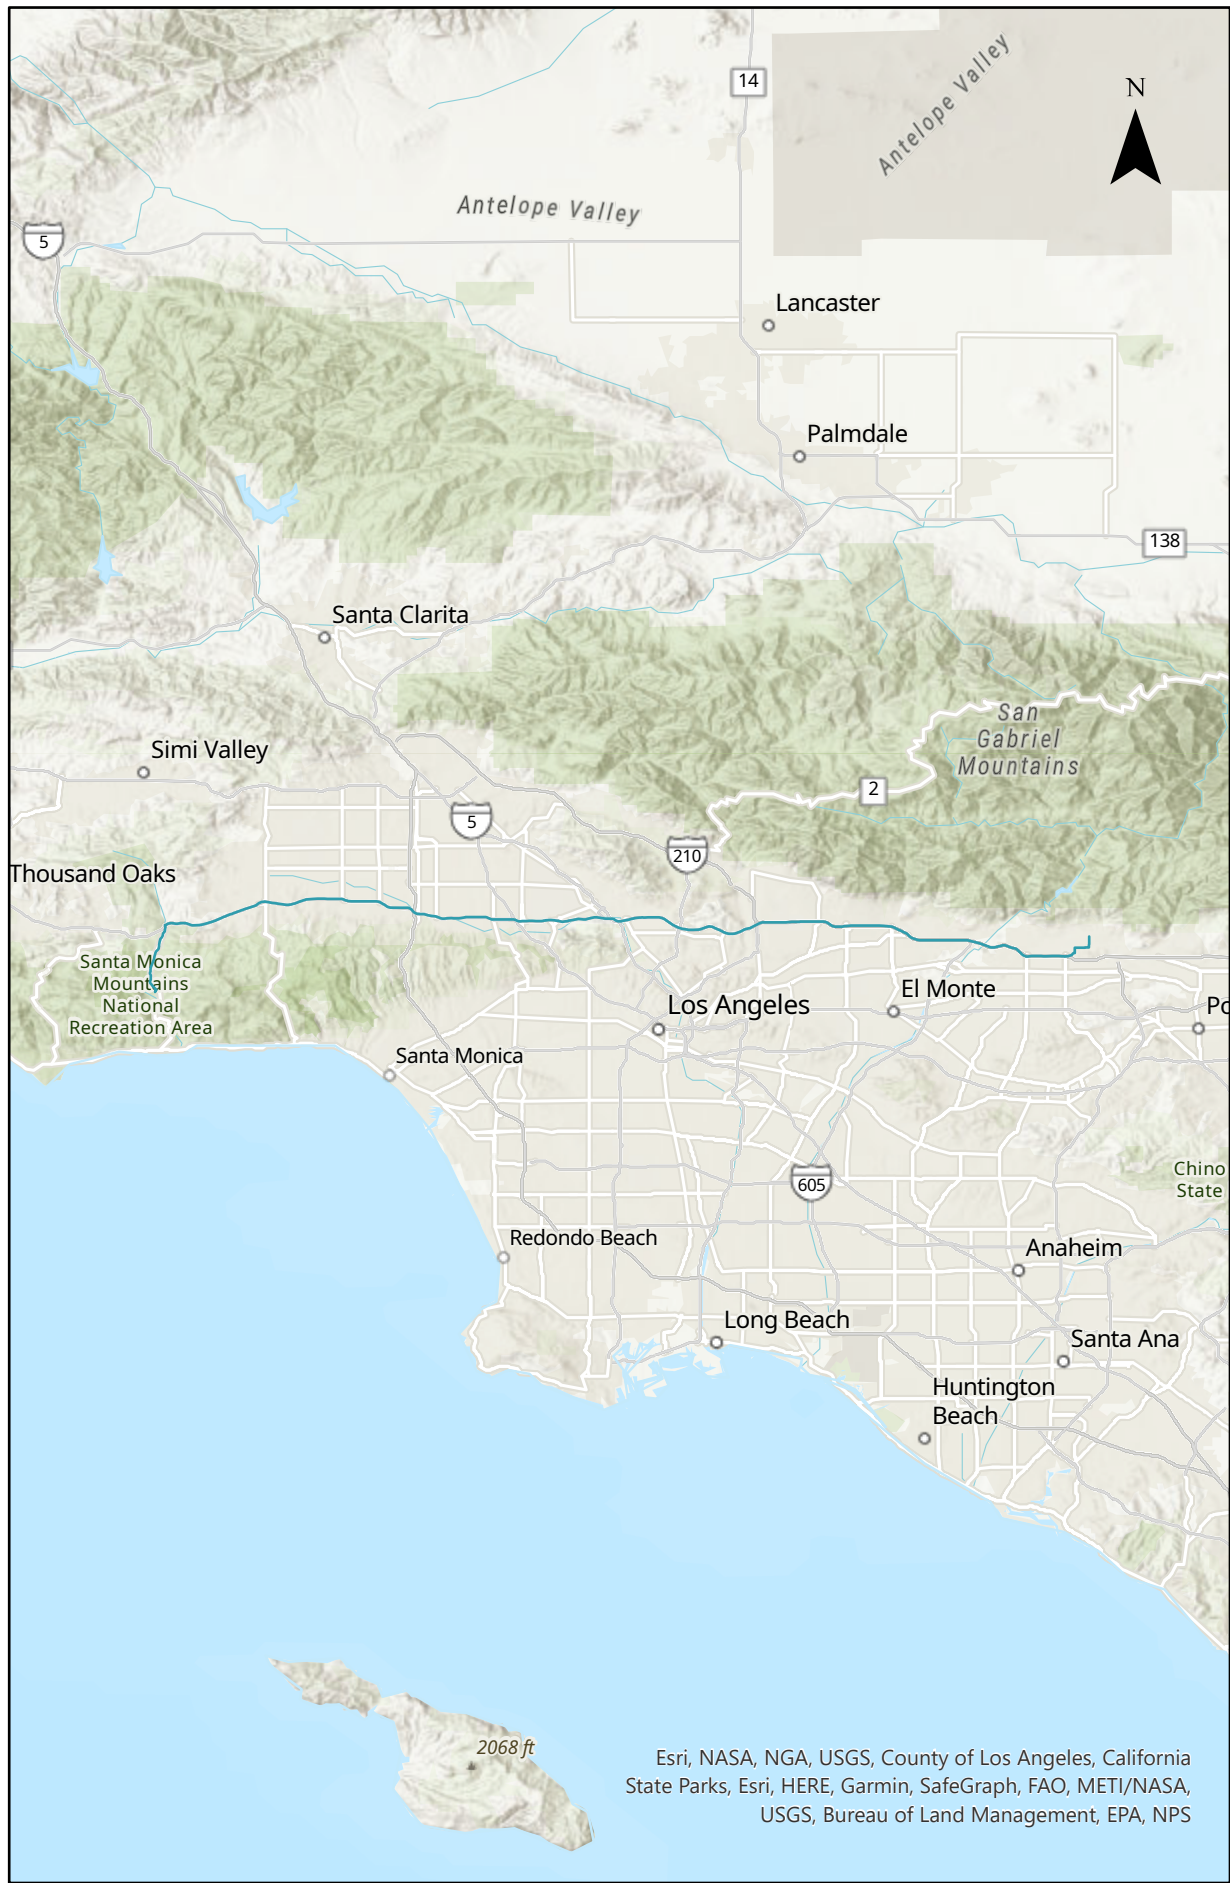 14
Antelope Valley
N
Antelope Valley
5
Lancaster
Palmdale
138
Santa Clarita
San
Gabriel
Mountains
Simi Valley
2
5
210
Thousand Oaks
Santa Monica
Mountains
National
Recreation Area
El Monte
Los Angeles
Po
Santa Monica
Chino
State
605
Redondo Beach
Anaheim
Long Beach
Santa Ana
Huntington
Beach
2068 ft
Esri, NASA, NGA, USGS, County of Los Angeles, California
State Parks, Esri, HERE, Garmin, SafeGraph, FAO, METI/NASA,
USGS, Bureau of Land Management, EPA, NPS